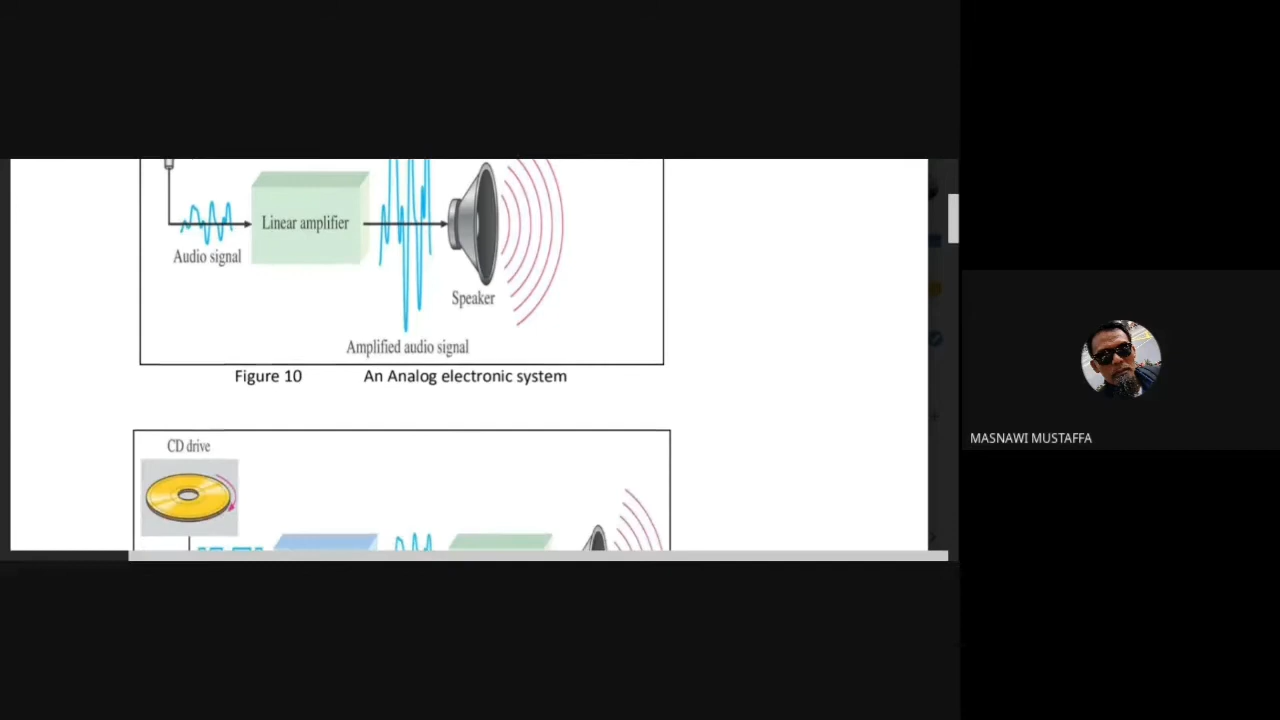 Linear amplifier
Audio signal
Speaker
Amplified audio signal
Figure 10 An Analog electronic system
CD drive
MASNAWI MUSTAFFA